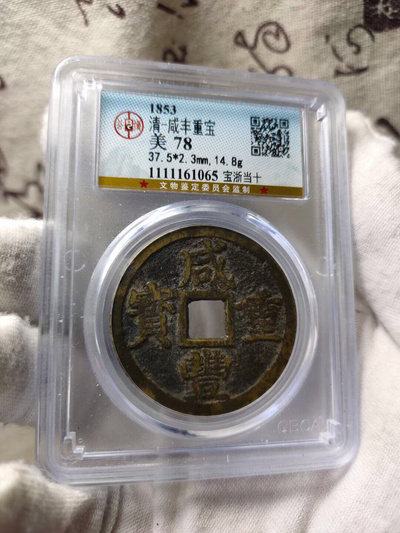 1853
清-咸丰重宝
美 78
37.5*2.3mm,14.8g
1111161065 宝浙当十
★ 文物鉴定委员会监制 ★
咸
寶 重
豐